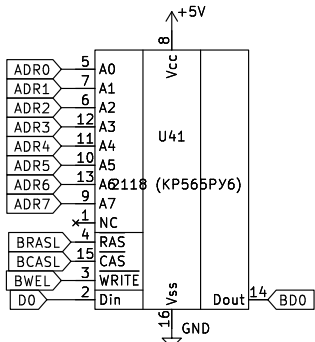 +5V
8
Vcc
ADR0 5 A0
ADR1 7 A1
ADR2 6 A2
ADR3 12 A3
U41
ADR4 11 A4
ADR5 10 A5
ADR6 13 A6 2118 (КР565РУ6)
ADR7 9 A7
1 NC
BRASL 4 RAS
BCASL 15 CAS
BWEL 3 WRITE
D0 2 Din
Vss
Dout 14 BD0
16
GND